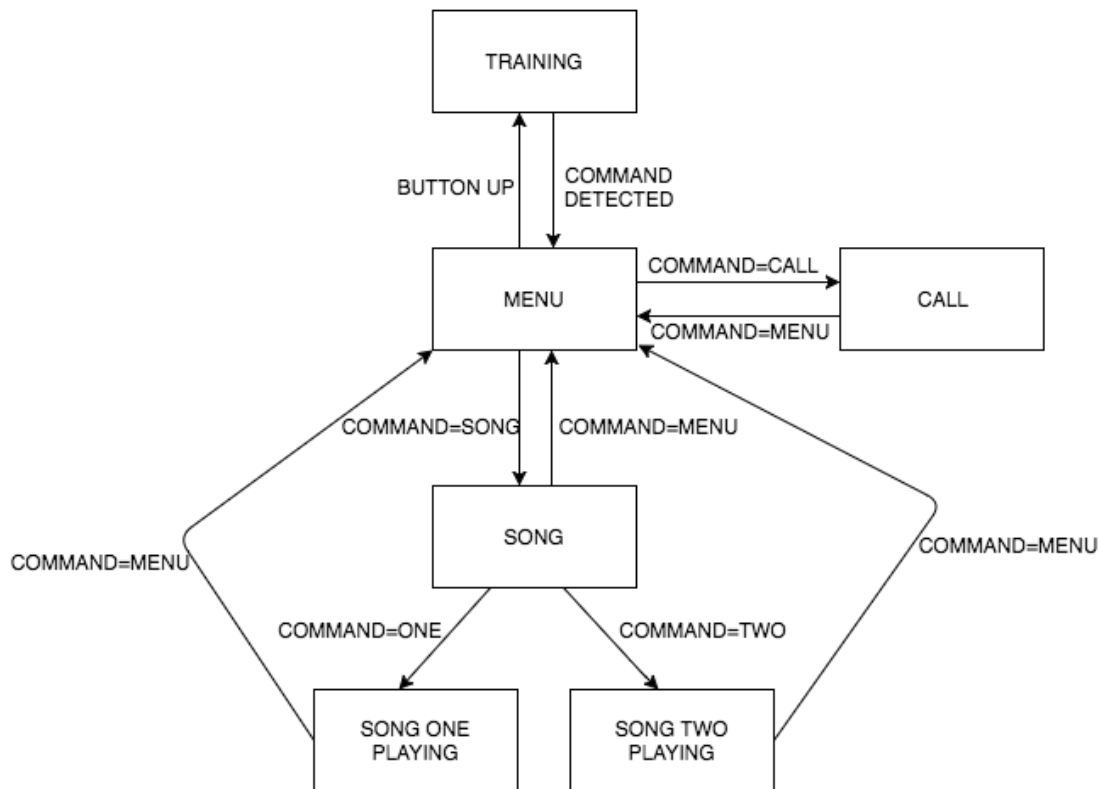 TRAINING
BUTTON UP
COMMAND
DETECTED
MENU
COMMAND=CALL
CALL
COMMAND=MENU
COMMAND=SONG
COMMAND=MENU
SONG
COMMAND=MENU
COMMAND=MENU
COMMAND=ONE
COMMAND=TWO
SONG ONE
PLAYING
SONG TWO
PLAYING